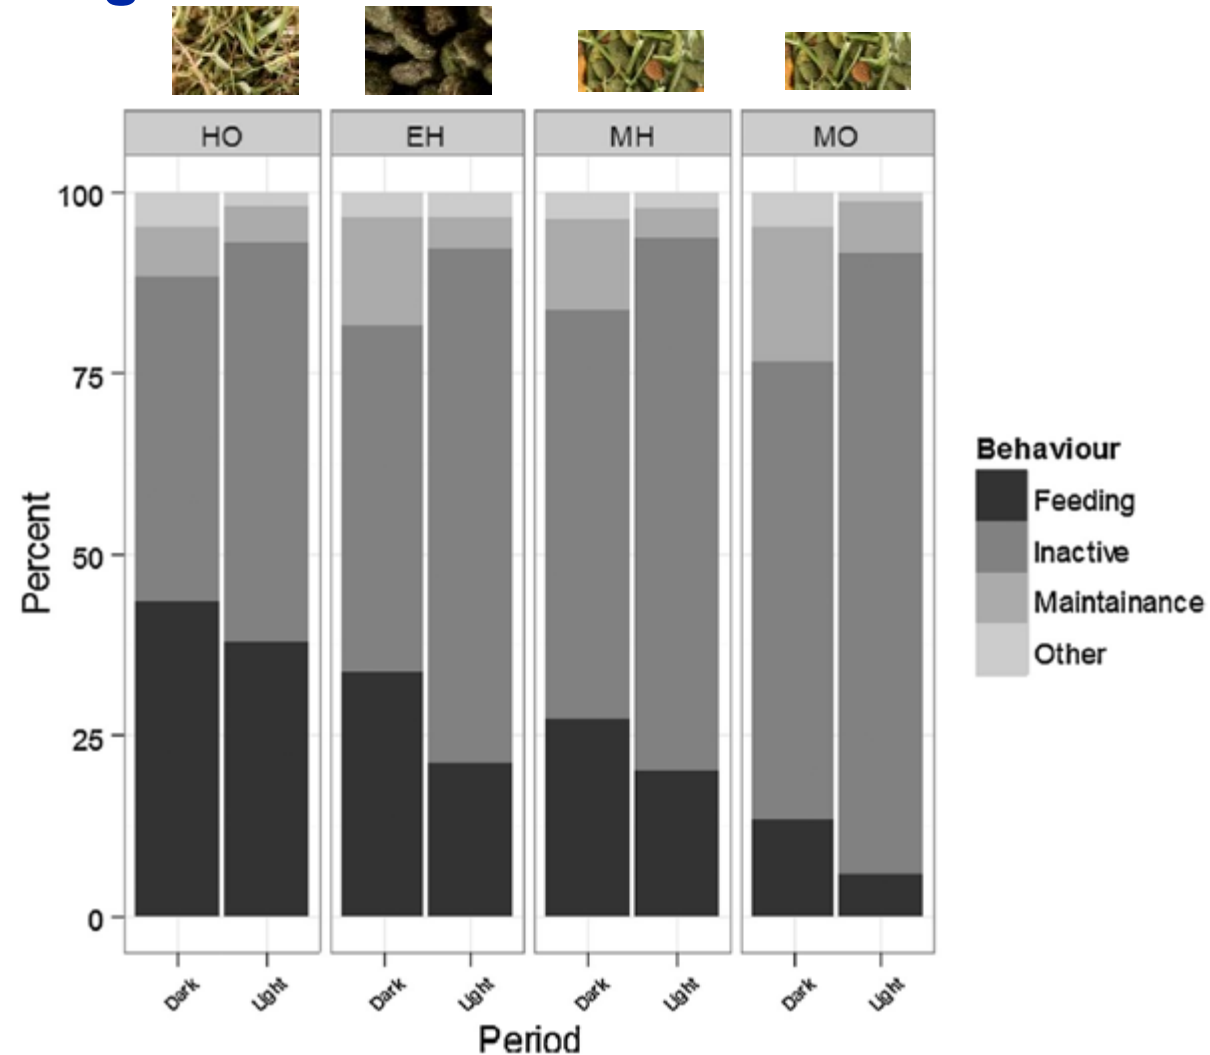 HO EH MH MO
100
75
50
25
0
Percent
Dark Light Dark Light Dark Light Dark Light
Period
Behaviour
Feeding
Inactive
Maintainance
Other